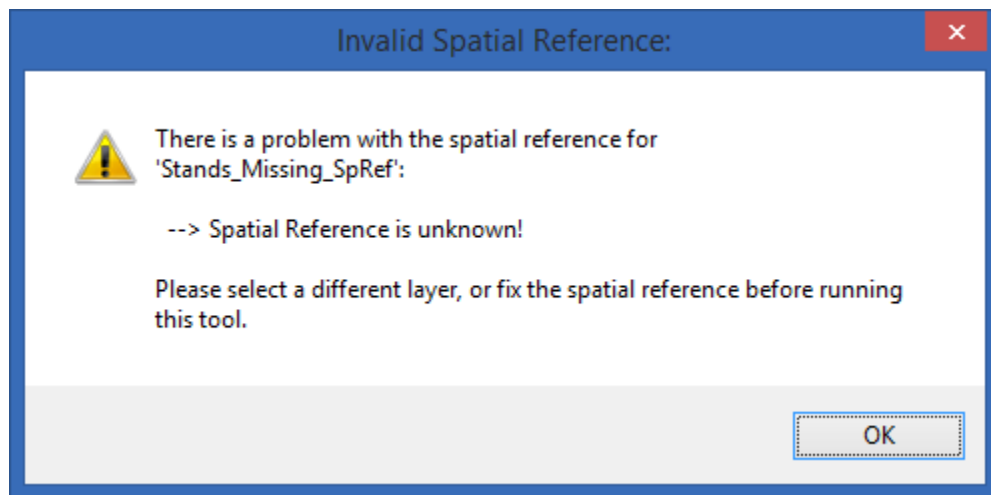 Invalid Spatial Reference:
There is a problem with the spatial reference for
'Stands_Missing_SpRef':
--> Spatial Reference is unknown!
Please select a different layer, or fix the spatial reference before running
this tool.
OK